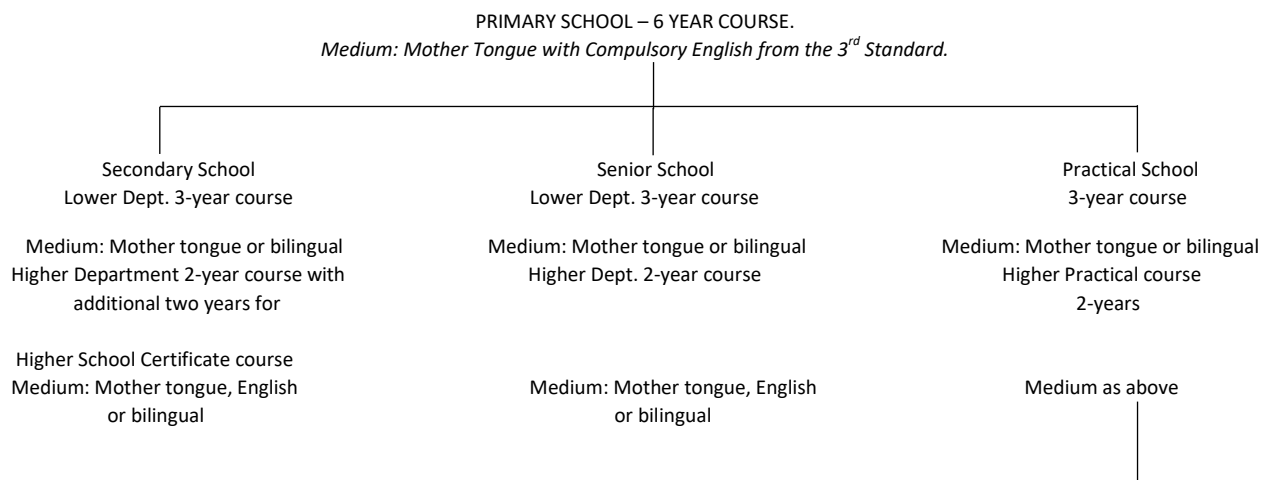 PRIMARY SCHOOL – 6 YEAR COURSE.
Medium: Mother Tongue with Compulsory English from the 3rd Standard.
Secondary School
Lower Dept. 3-year course
Medium: Mother tongue or bilingual
Higher Department 2-year course with
additional two years for
Higher School Certificate course
Medium: Mother tongue, English
or bilingual
Senior School
Lower Dept. 3-year course
Medium: Mother tongue or bilingual
Higher Dept. 2-year course
Medium: Mother tongue, English
or bilingual
Practical School
3-year course
Medium: Mother tongue or bilingual
Higher Practical course
2-years
Medium as above